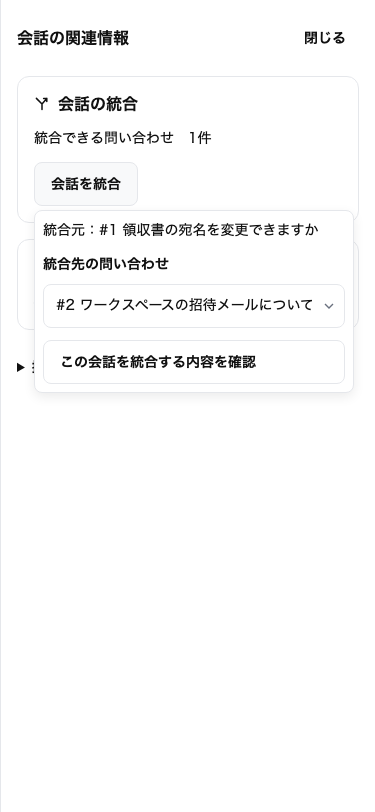 会話の関連情報
閉じる
会話の統合
統合できる問い合わせ 1件
会話を統合
統合元：#1 領収書の宛名を変更できますか
統合先の問い合わせ
#2 ワークスペースの招待メールについて
この会話を統合する内容を確認